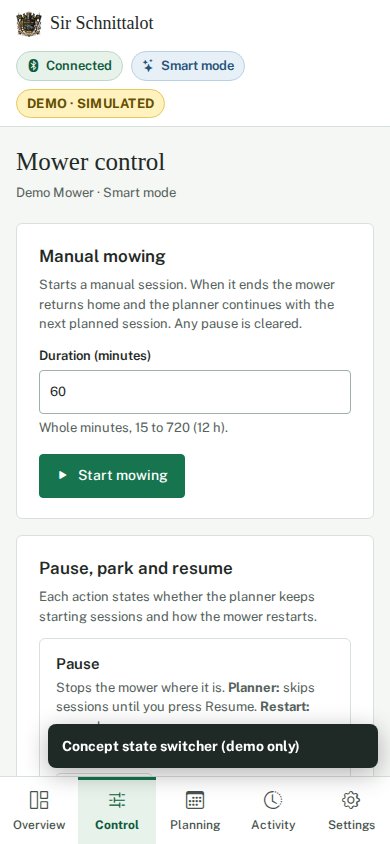 Sir Schnittalot
Connected
Smart mode
DEMO · SIMULATED
Mower control
Demo Mower · Smart mode
Manual mowing
Starts a manual session. When it ends the mower
returns home and the planner continues with the
next planned session. Any pause is cleared.
Duration (minutes)
60
Whole minutes, 15 to 720 (12 h).
Start mowing
Pause, park and resume
Each action states whether the planner keeps
starting sessions and how the mower restarts.
Pause
Stops the mower where it is. Planner: skips
sessions until you press Resume. Restart:
Concept state switcher (demo only)
Overview
Control
Planning
Activity
Settings